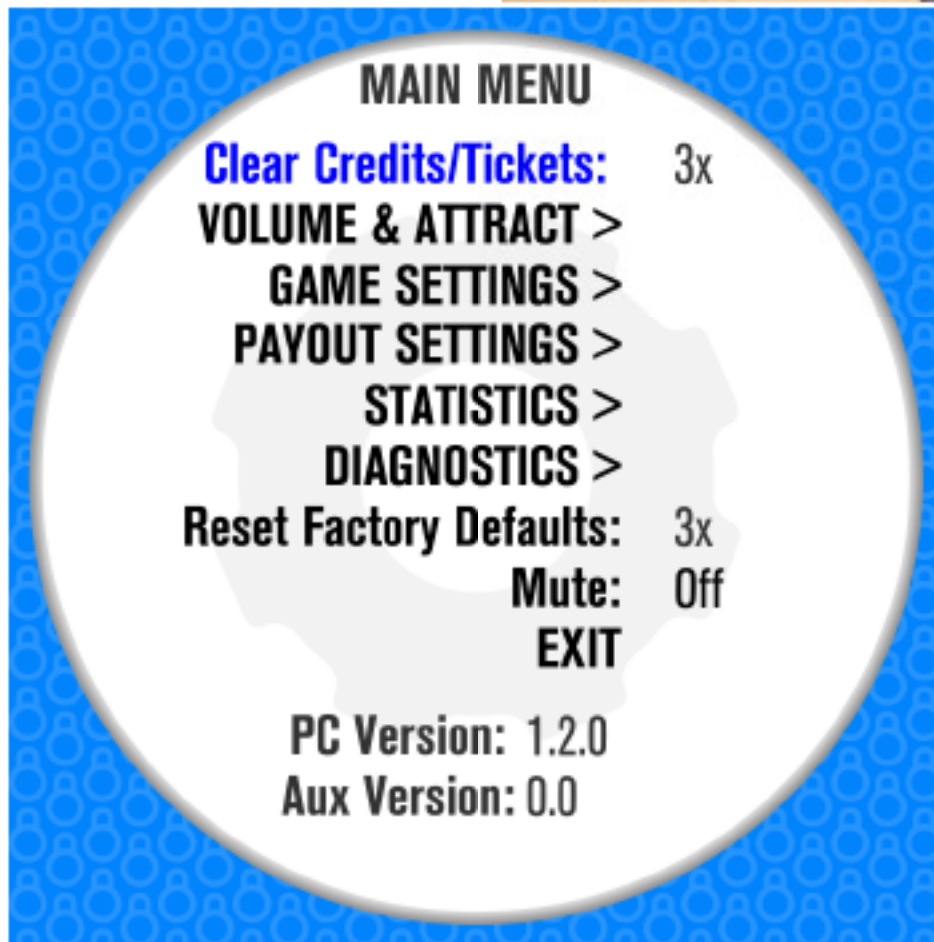 MAIN MENU
Clear Credits/Tickets: 3x
VOLUME & ATTRACT >
GAME SETTINGS >
PAYOUT SETTINGS >
STATISTICS >
DIAGNOSTICS >
Reset Factory Defaults: 3x
Mute: Off
EXIT
PC Version: 1.2.0
Aux Version: 0.0